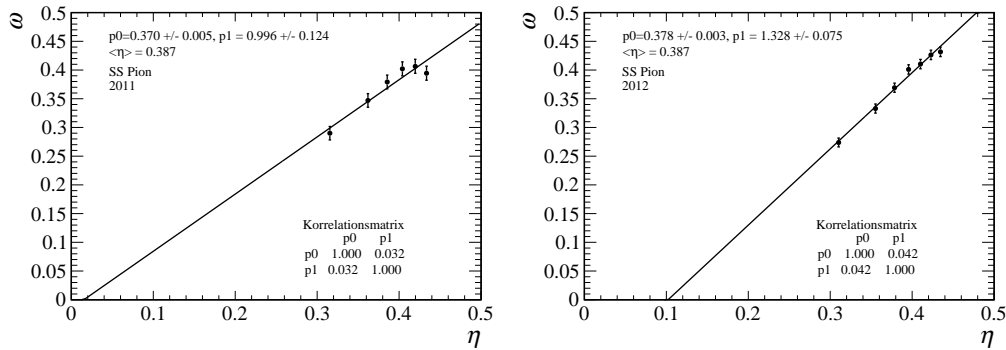 ω
0.5
0.45
0.4
0.35
0.3
0.25
0.2
0.15
0.1
0.05
0
p0=0.370 +/- 0.005, p1 = 0.996 +/- 0.124
<η> = 0.387
SS Pion
2011
Korrelationsmatrix
p0 p1
p0 1.000 0.032
p1 0.032 1.000
0 0.1 0.2 0.3 0.4 0.5
η
ω
0.5
0.45
0.4
0.35
0.3
0.25
0.2
0.15
0.1
0.05
0
p0=0.378 +/- 0.003, p1 = 1.328 +/- 0.075
<η> = 0.387
SS Pion
2012
Korrelationsmatrix
p0 p1
p0 1.000 0.042
p1 0.042 1.000
0 0.1 0.2 0.3 0.4 0.5
η